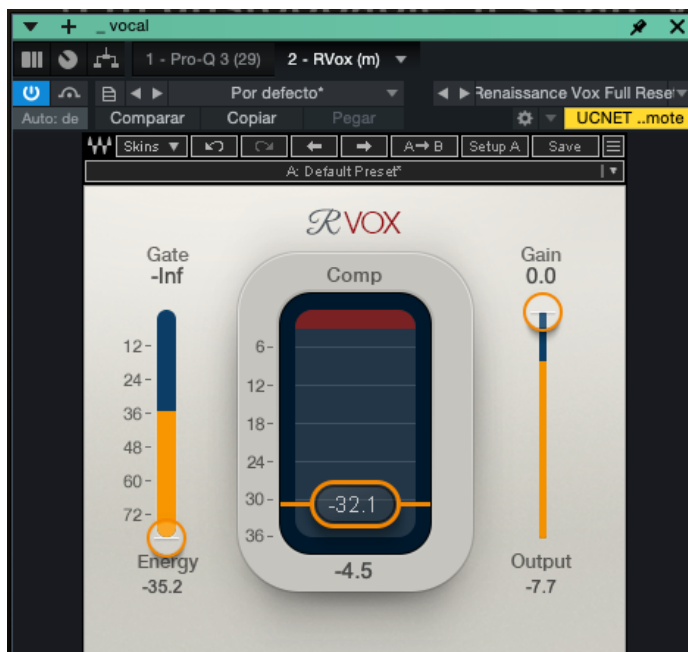 _ vocal
1 - Pro-Q 3 (29) 2 - RVox (m)
Por defecto*
Renaissance Vox Full Reset
Auto: de Comparar Copiar Pegar UCNET ..mote
Skins A→B Setup A Save
A: Default Preset*
RVOX
Gate
-Inf
Comp
Gain
0.0
12
24
36
48
60
72
6
12
18
24
30
36
-32.1
-4.5
Energy
-35.2
Output
-7.7